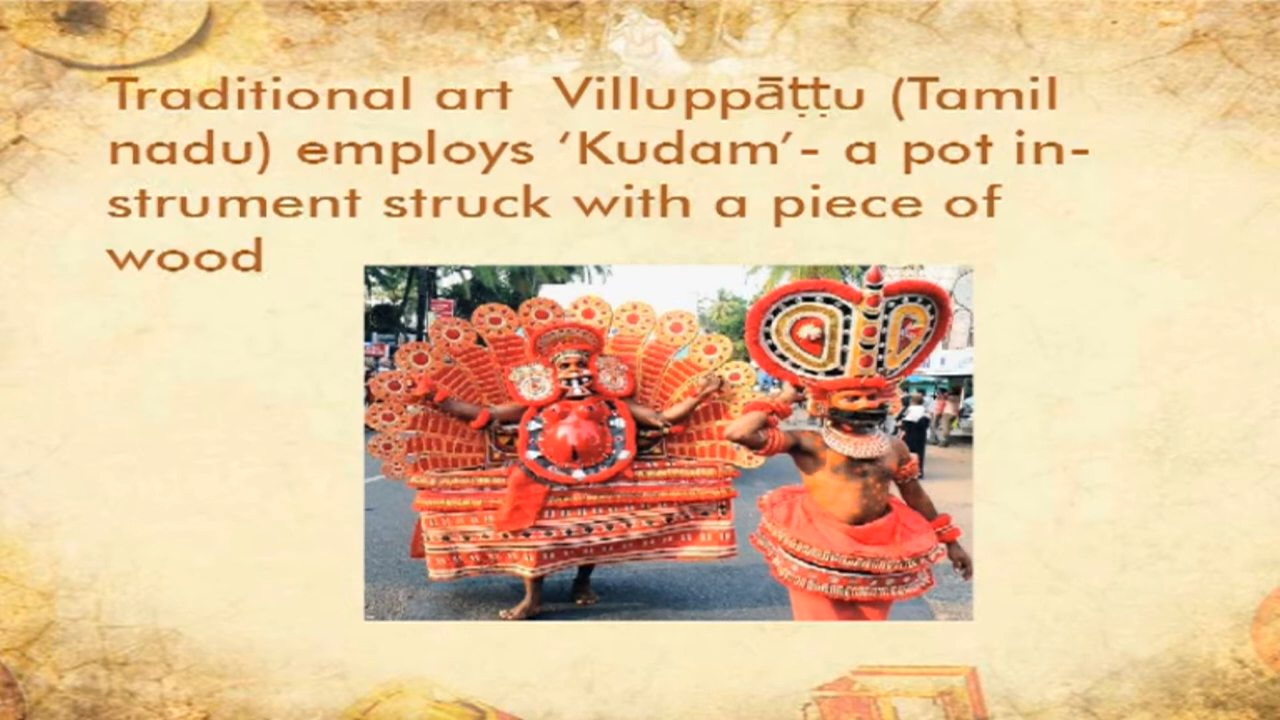 Traditional art  Villuppāṭṭu (Tamil
nadu) employs ‘Kudam’- a pot in-
strument struck with a piece of
wood